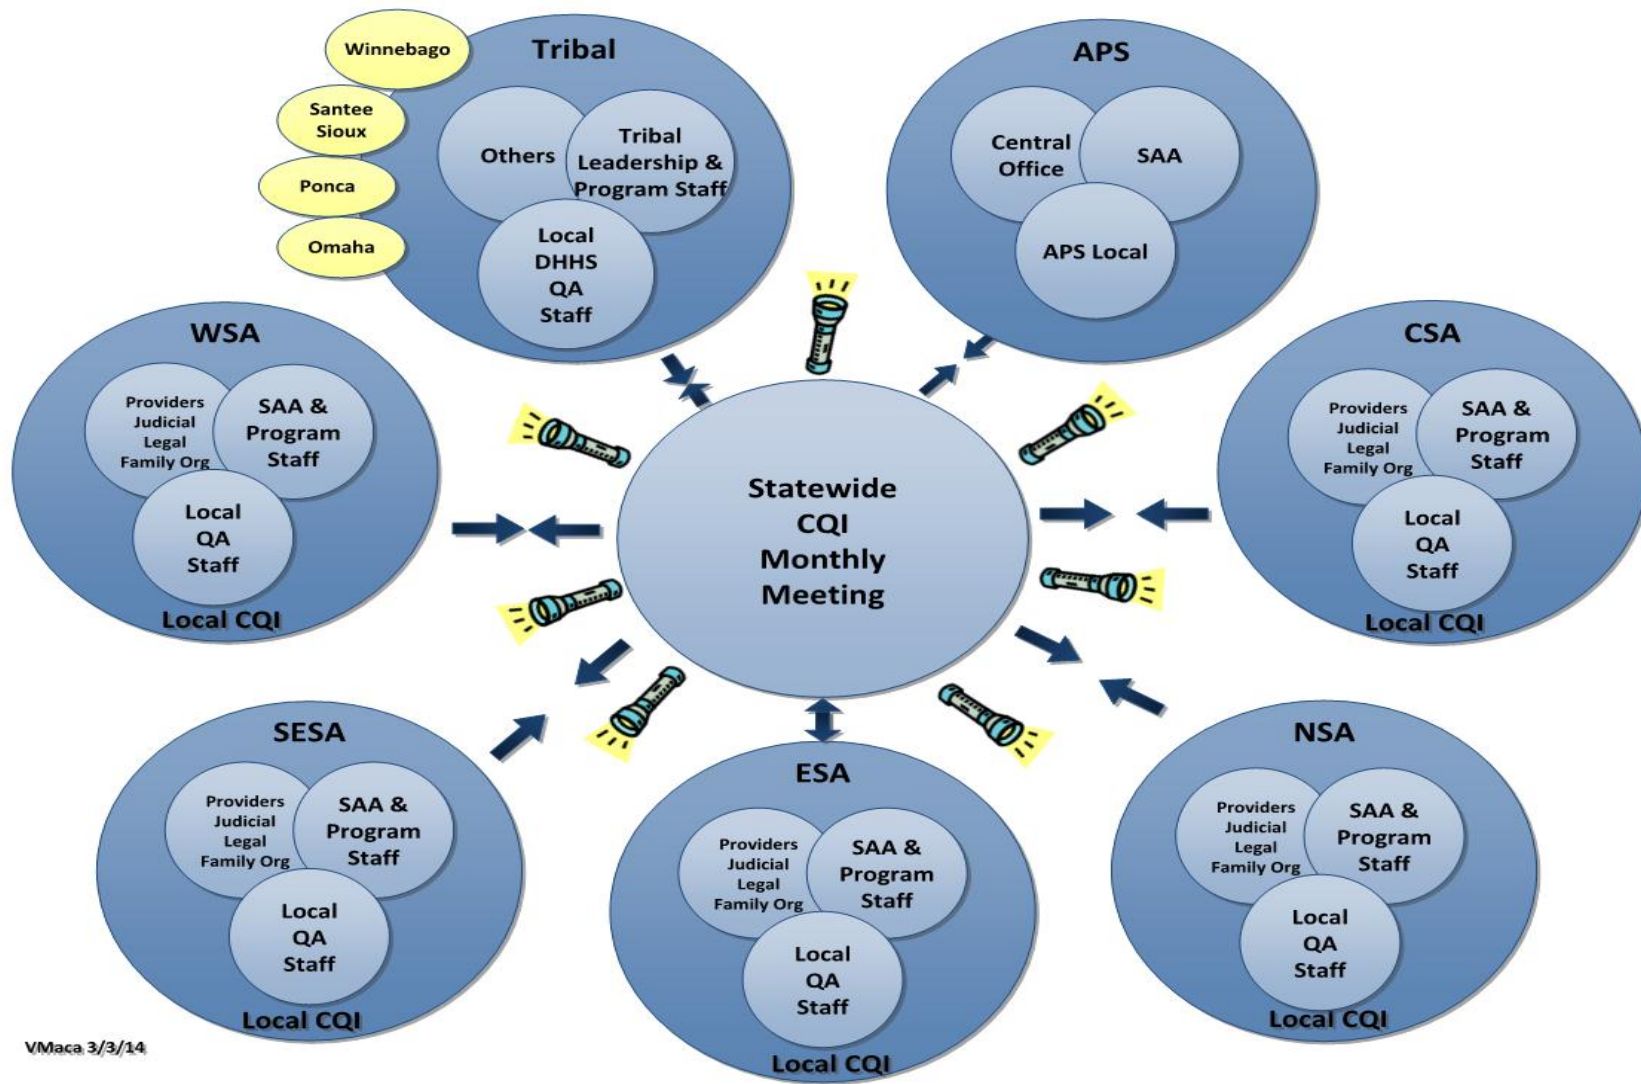 Winnebago
Santee
Sioux
Ponca
Omaha
Tribal
Others
Tribal
Leadership &
Program Staff
Local
DHHS
QA
Staff
APS
Central
Office
SAA
APS Local
WSA
Providers
Judicial
Legal
Family Org
SAA &
Program
Staff
Local
QA
Staff
Local CQI
Statewide
CQI
Monthly
Meeting
CSA
Providers
Judicial
Legal
Family Org
SAA &
Program
Staff
Local
QA
Staff
Local CQI
SESA
Providers
Judicial
Legal
Family Org
SAA &
Program
Staff
Local
QA
Staff
Local CQI
ESA
Providers
Judicial
Legal
Family Org
SAA &
Program
Staff
Local
QA
Staff
Local CQI
NSA
Providers
Judicial
Legal
Family Org
SAA &
Program
Staff
Local
QA
Staff
Local CQI
VMaca 3/3/14